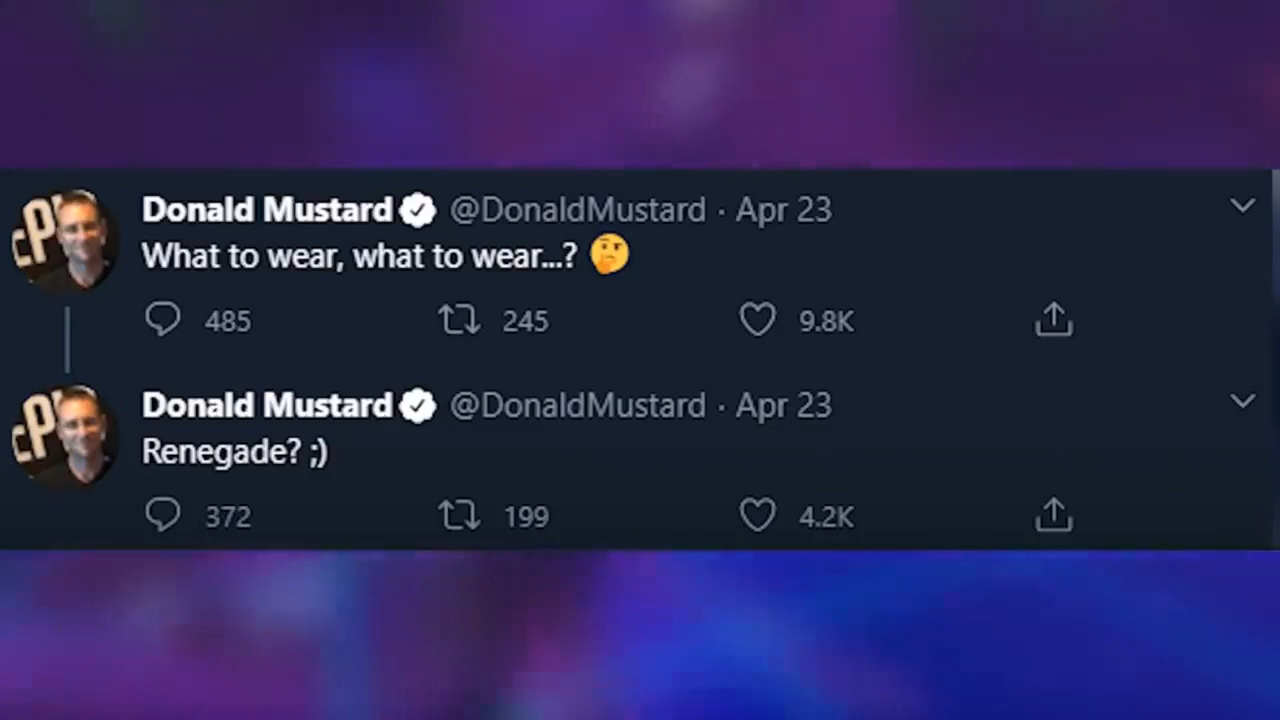 Donald Mustard @DonaldMustard · Apr 23
What to wear, what to wear...? 🤔
485 245 9.8K
Donald Mustard @DonaldMustard · Apr 23
Renegade? ;)
372 199 4.2K